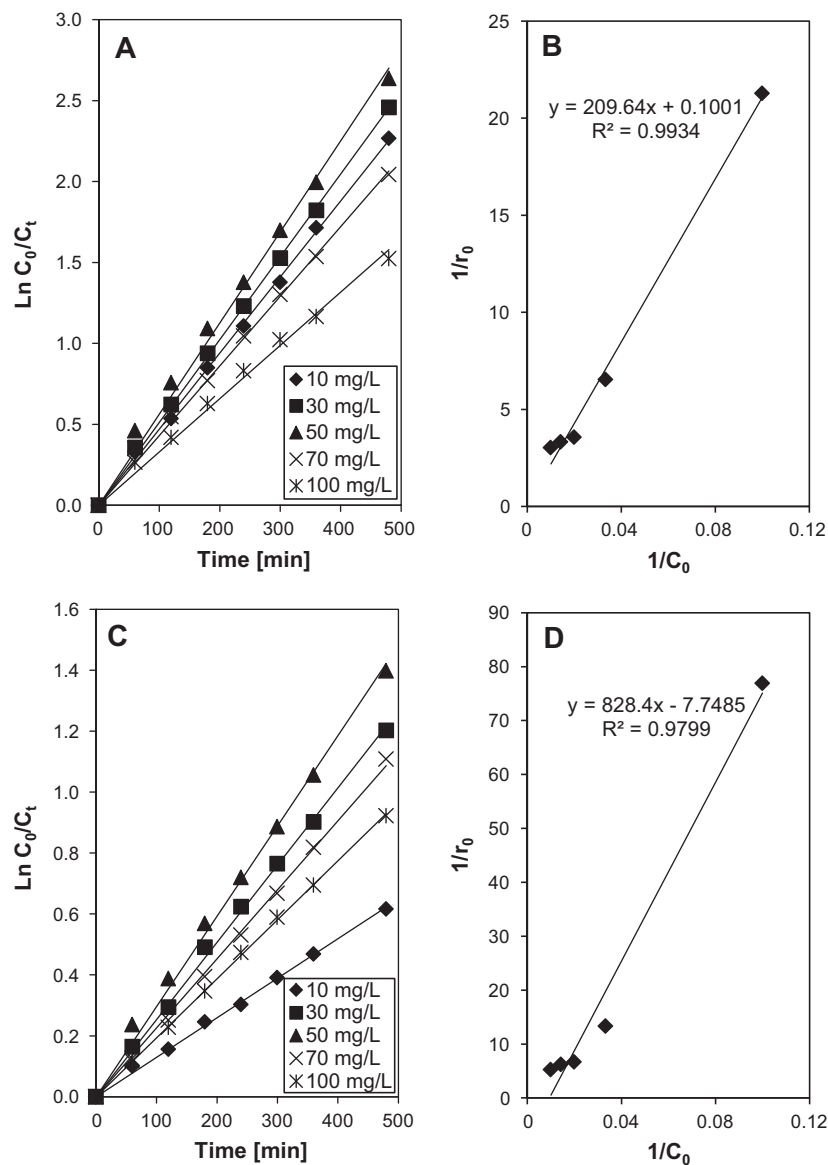 A
Ln C₀/Cₜ
3.0
2.5
2.0
1.5
1.0
0.5
0.0
0 100 200 300 400 500
Time [min]
10 mg/L
30 mg/L
50 mg/L
70 mg/L
100 mg/L
B
y = 209.64x + 0.1001
R² = 0.9934
1/r₀
25
20
15
10
5
0
0 0.04 0.08 0.12
1/C₀
C
Ln C₀/Cₜ
1.6
1.4
1.2
1.0
0.8
0.6
0.4
0.2
0.0
0 100 200 300 400 500
Time [min]
10 mg/L
30 mg/L
50 mg/L
70 mg/L
100 mg/L
D
y = 828.4x - 7.7485
R² = 0.9799
1/r₀
90
80
70
60
50
40
30
20
10
0
0 0.04 0.08 0.12
1/C₀